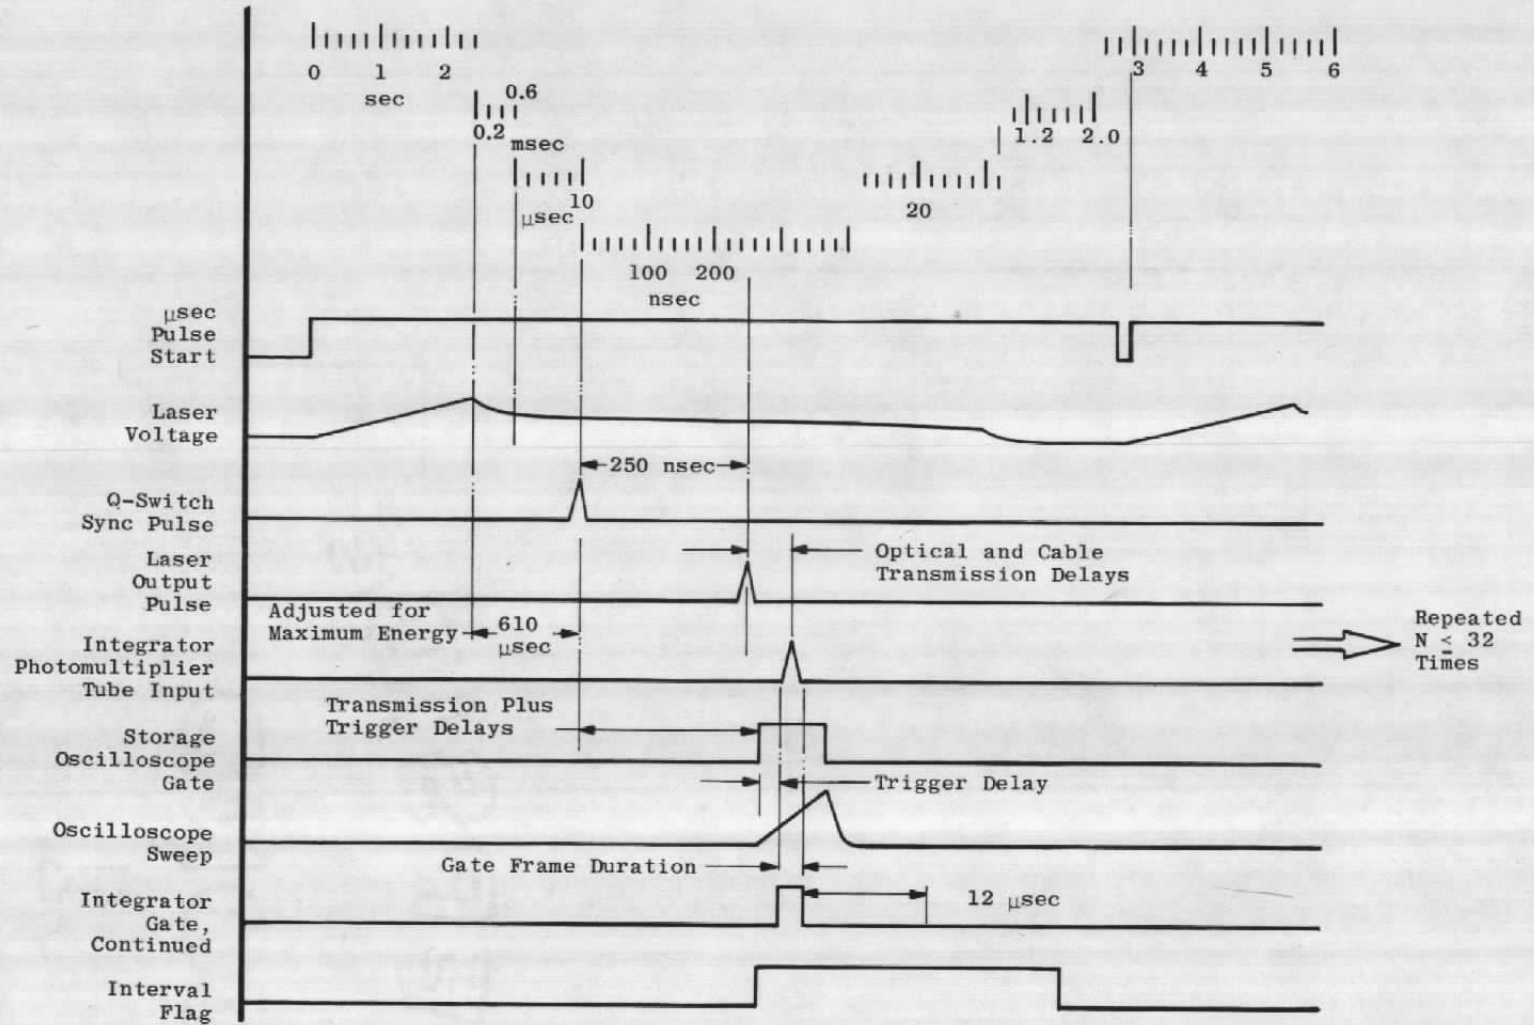 0 1 2 3 4 5 6
sec
0.6
0.2 1.2 2.0
msec
10 20
μsec
100 200
nsec
μsec
Pulse
Start
Laser
Voltage
250 nsec
Q-Switch
Sync Pulse
Laser
Output
Pulse
Optical and Cable
Transmission Delays
Adjusted for
Maximum Energy
610
μsec
Integrator
Photomultiplier
Tube Input
Repeated
N ≤ 32
Times
Transmission Plus
Trigger Delays
Storage
Oscilloscope
Gate
Trigger Delay
Oscilloscope
Sweep
Gate Frame Duration
Integrator
Gate,
Continued
12 μsec
Interval
Flag